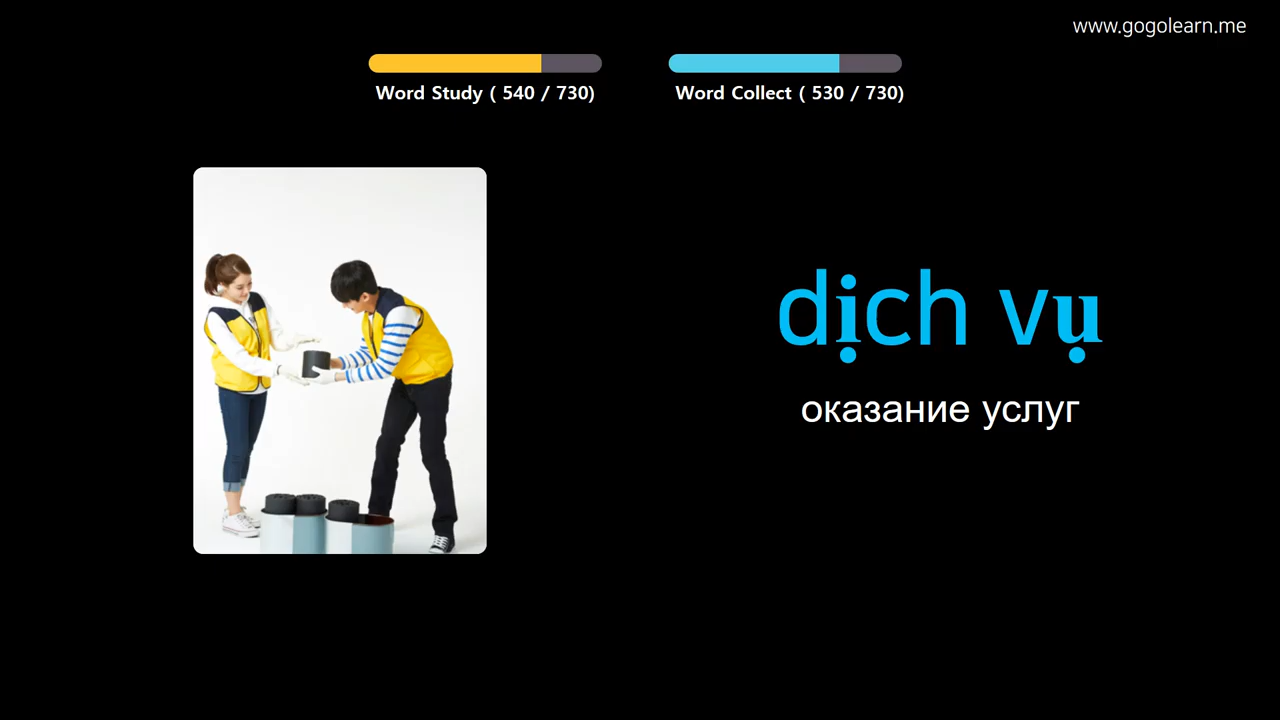 www.gogolearn.me
Word Study ( 540 / 730)
Word Collect ( 530 / 730)
dịch vụ
оказание услуг